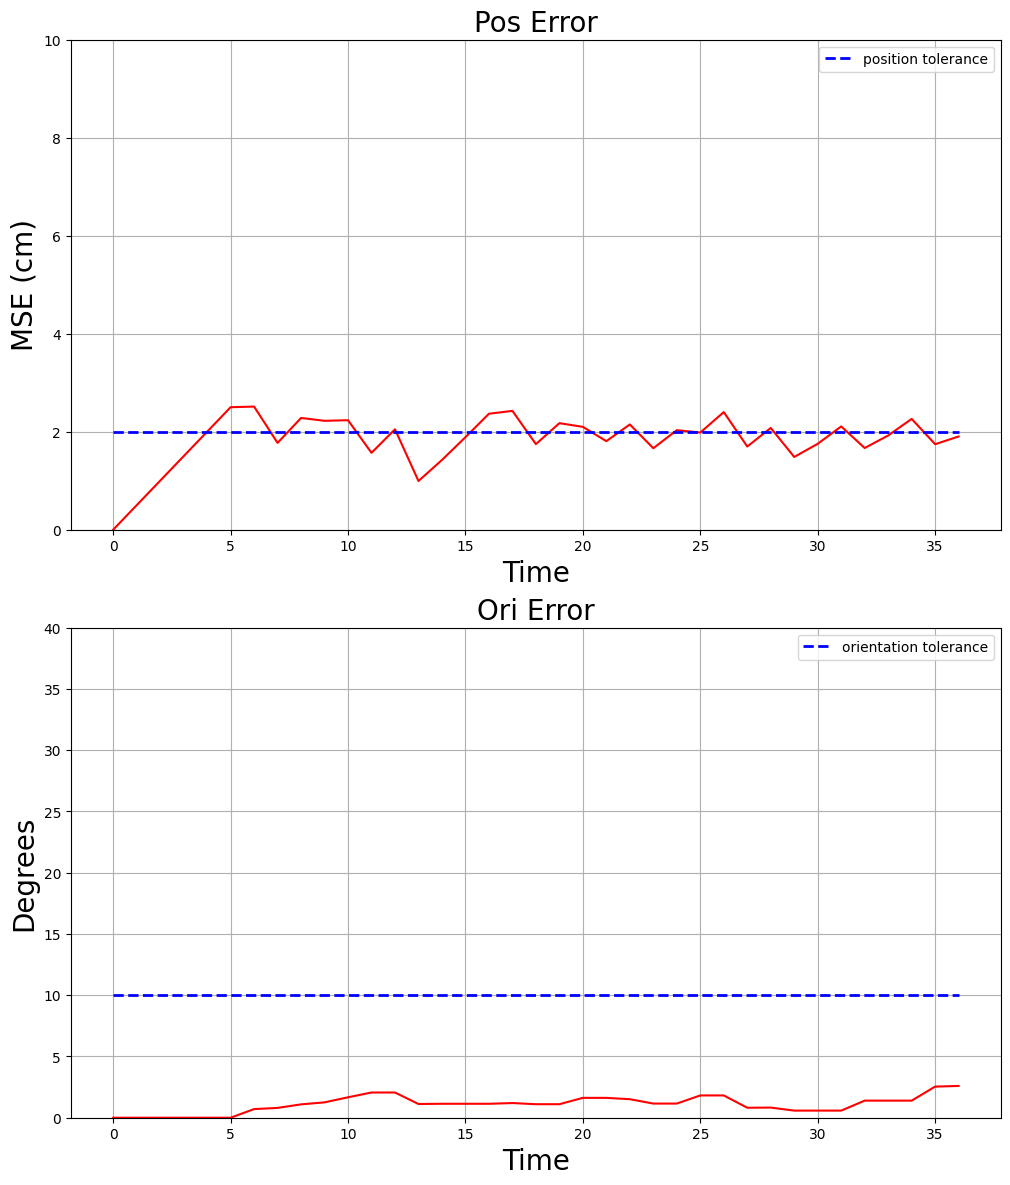 Pos Error
10
8
6
4
2
0
MSE (cm)
position tolerance
0 5 10 15 20 25 30 35
Time
Ori Error
40
35
30
25
20
15
10
5
0
Degrees
orientation tolerance
0 5 10 15 20 25 30 35
Time